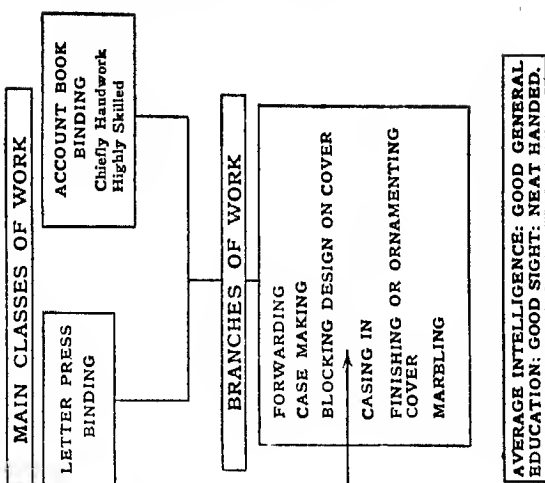 MAIN CLASSES OF WORK
LETTER PRESS
BINDING
ACCOUNT BOOK
BINDING
Chiefly Handwork
Highly Skilled
BRANCHES OF WORK
FORWARDING
CASE MAKING
BLOCKING DESIGN ON COVER
CASING IN
FINISHING OR ORNAMENTING
COVER
MARBLING
AVERAGE INTELLIGENCE: GOOD GENERAL
EDUCATION: GOOD SIGHT: NEAT HANDED.